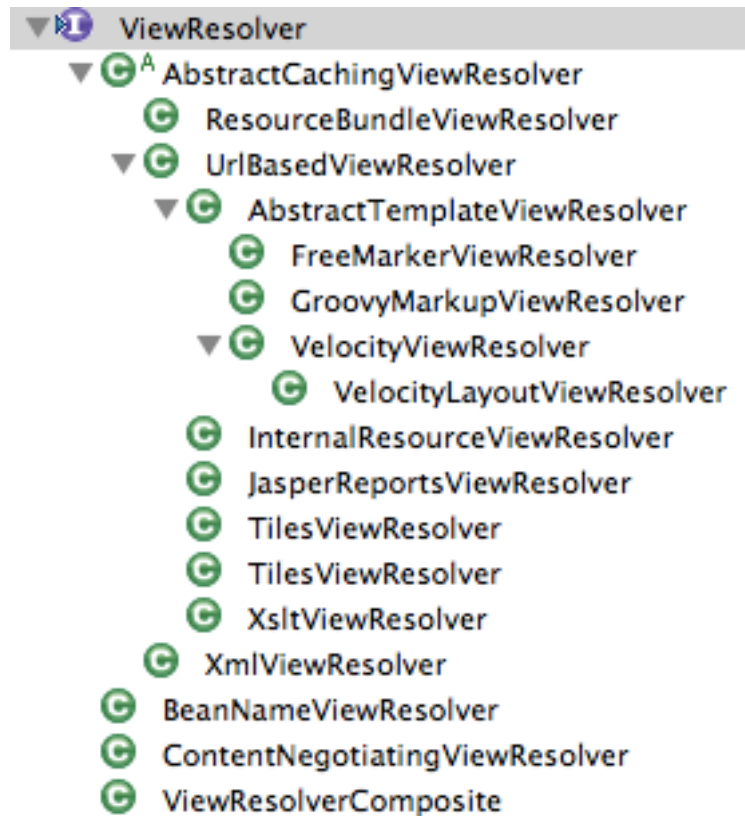 I ViewResolver
C A AbstractCachingViewResolver
C ResourceBundleViewResolver
C UrlBasedViewResolver
C AbstractTemplateViewResolver
C FreeMarkerViewResolver
C GroovyMarkupViewResolver
C VelocityViewResolver
C VelocityLayoutViewResolver
C InternalResourceViewResolver
C JasperReportsViewResolver
C TilesViewResolver
C TilesViewResolver
C XsltViewResolver
C XmlViewResolver
C BeanNameViewResolver
C ContentNegotiatingViewResolver
C ViewResolverComposite